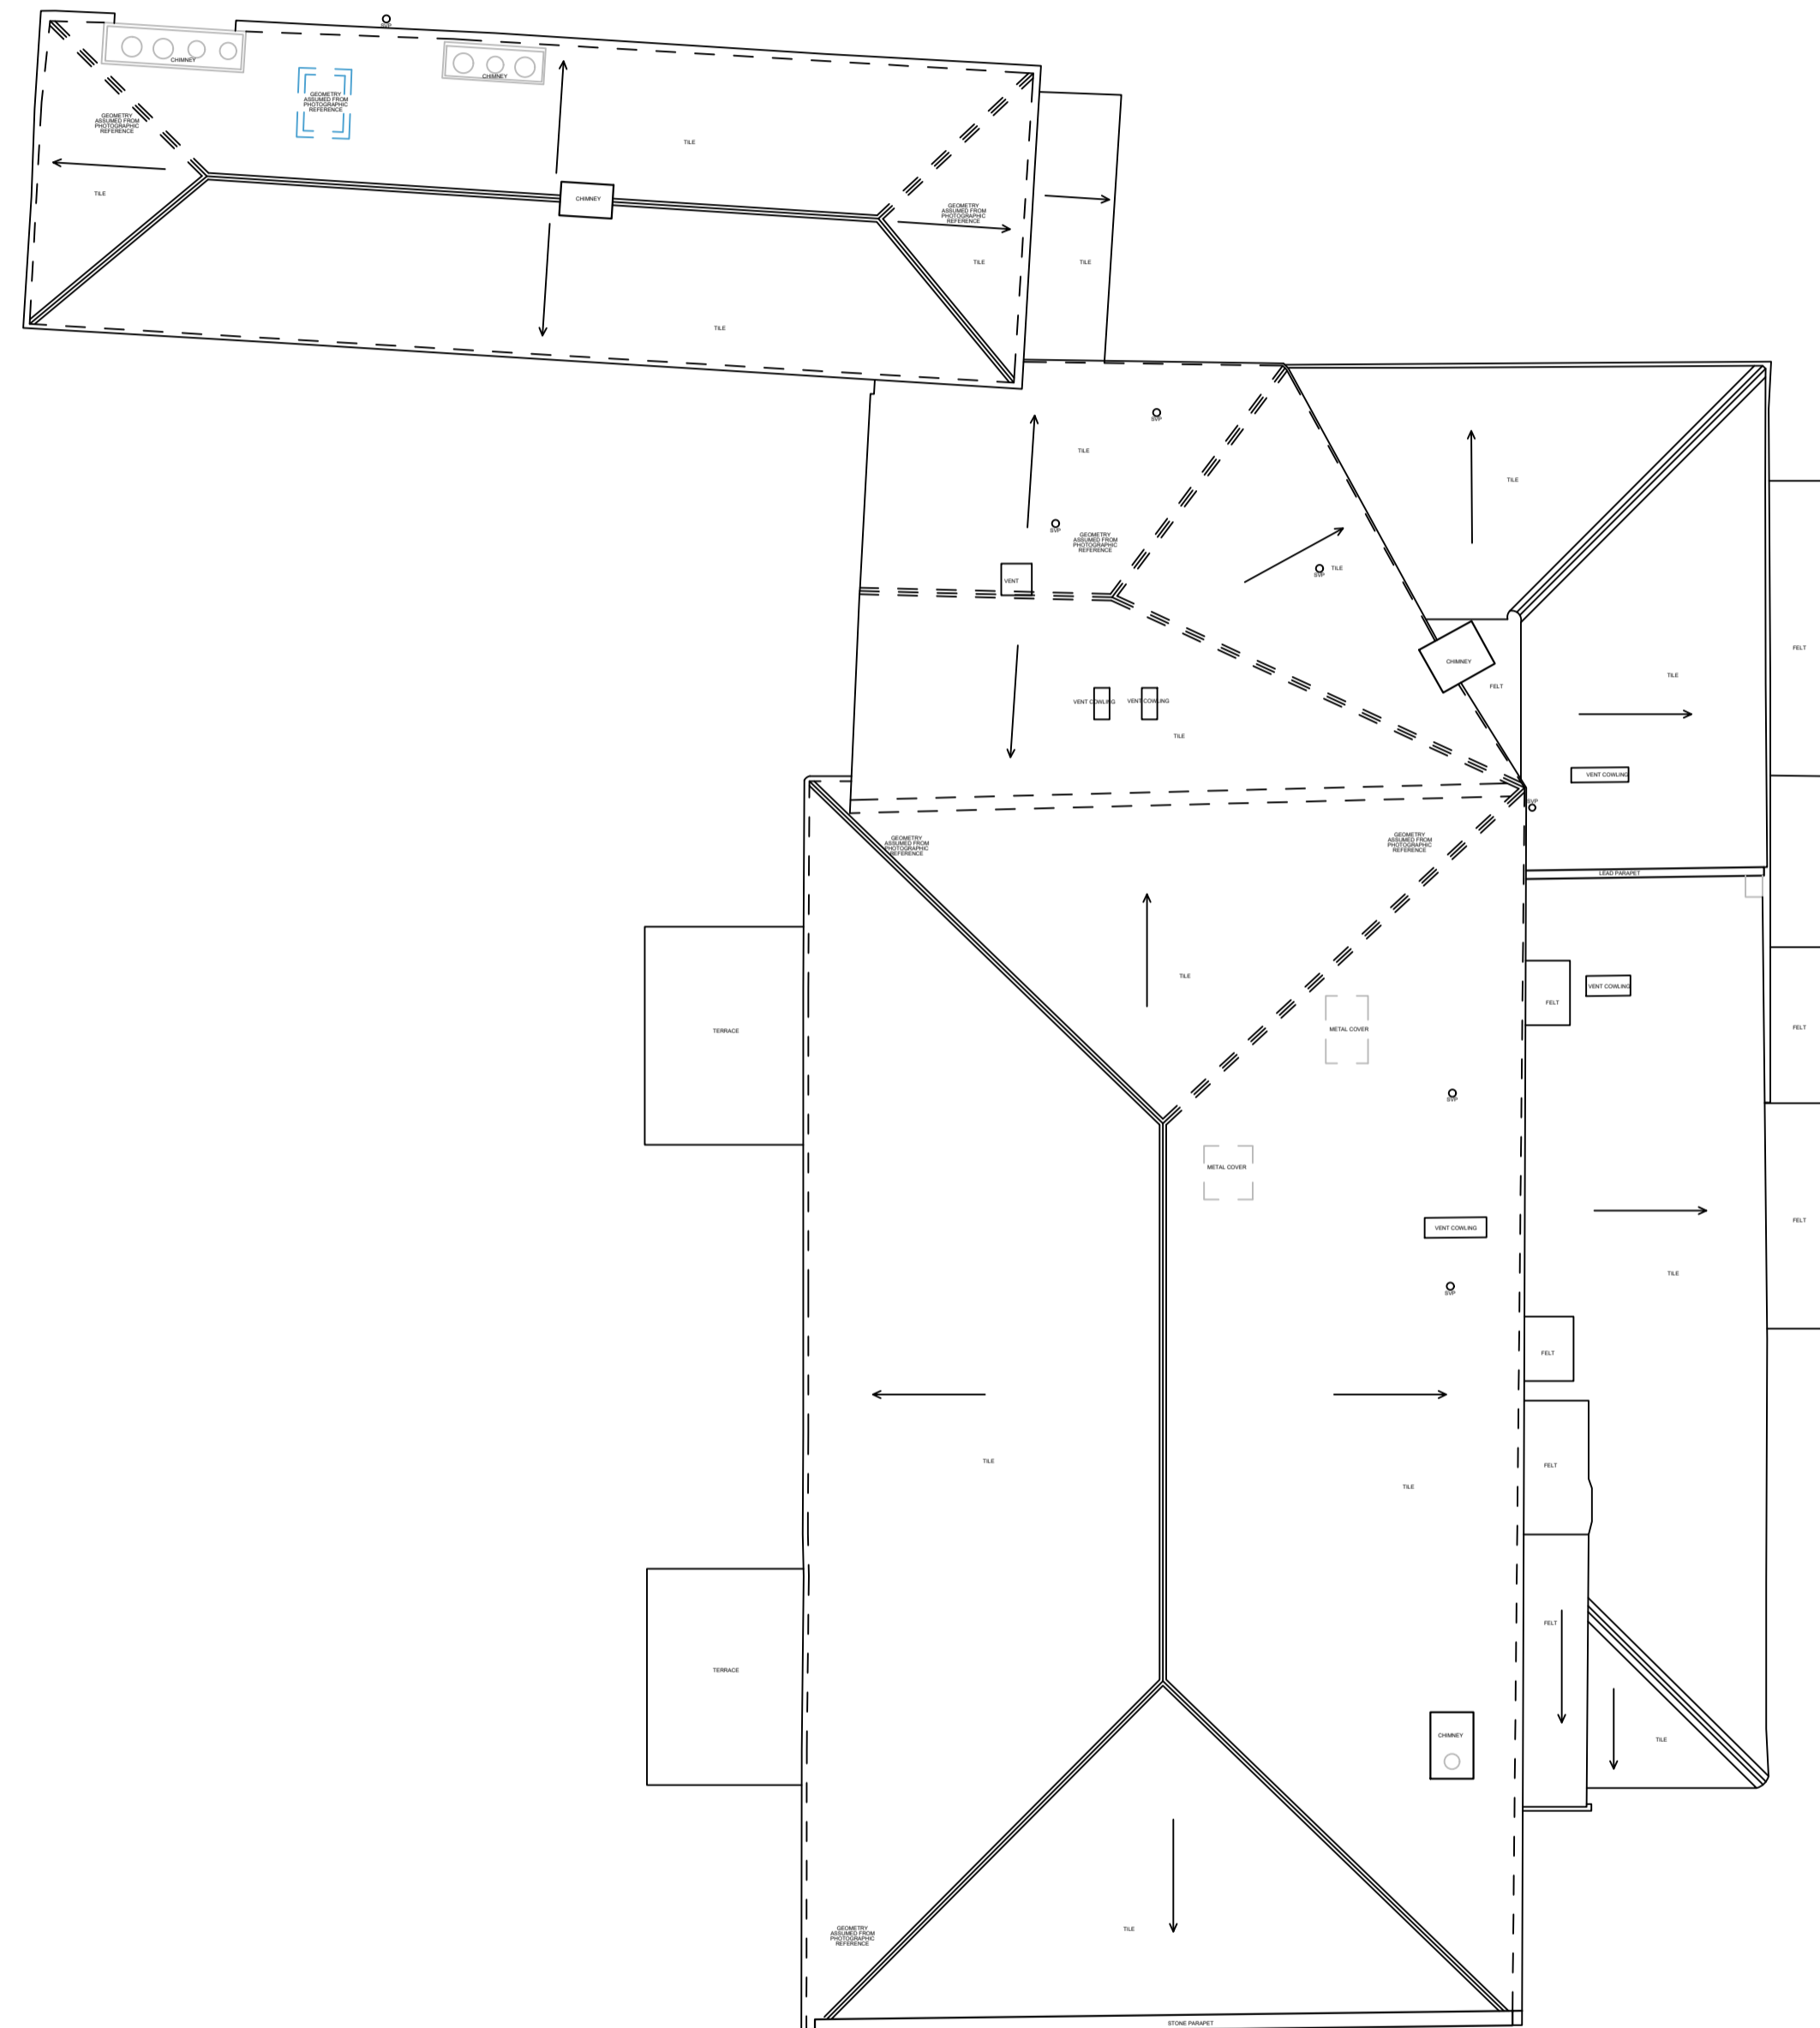 SVP
CHIMNEY
CHIMNEY
GEOMETRY
ASSUMED FROM
PHOTOGRAPHIC
REFERENCE
GEOMETRY
ASSUMED FROM
PHOTOGRAPHIC
REFERENCE
TILE
TILE
CHIMNEY
GEOMETRY
ASSUMED FROM
PHOTOGRAPHIC
REFERENCE
TILE
TILE
TILE
SVP
TILE
TILE
SVP
GEOMETRY
ASSUMED FROM
PHOTOGRAPHIC
REFERENCE
VENT
SVP
TILE
FELT
CHIMNEY
TILE
FELT
VENT COWLING
VENT COWLING
TILE
VENT COWLING
SVP
GEOMETRY
ASSUMED FROM
PHOTOGRAPHIC
REFERENCE
GEOMETRY
ASSUMED FROM
PHOTOGRAPHIC
REFERENCE
LEAD PARAPET
TILE
VENT COWLING
FELT
TERRACE
METAL COVER
FELT
SVP
METAL COVER
FELT
VENT COWLING
TILE
SVP
FELT
TILE
FELT
TILE
FELT
TERRACE
CHIMNEY
TILE
GEOMETRY
ASSUMED FROM
PHOTOGRAPHIC
REFERENCE
TILE
STONE PARAPET